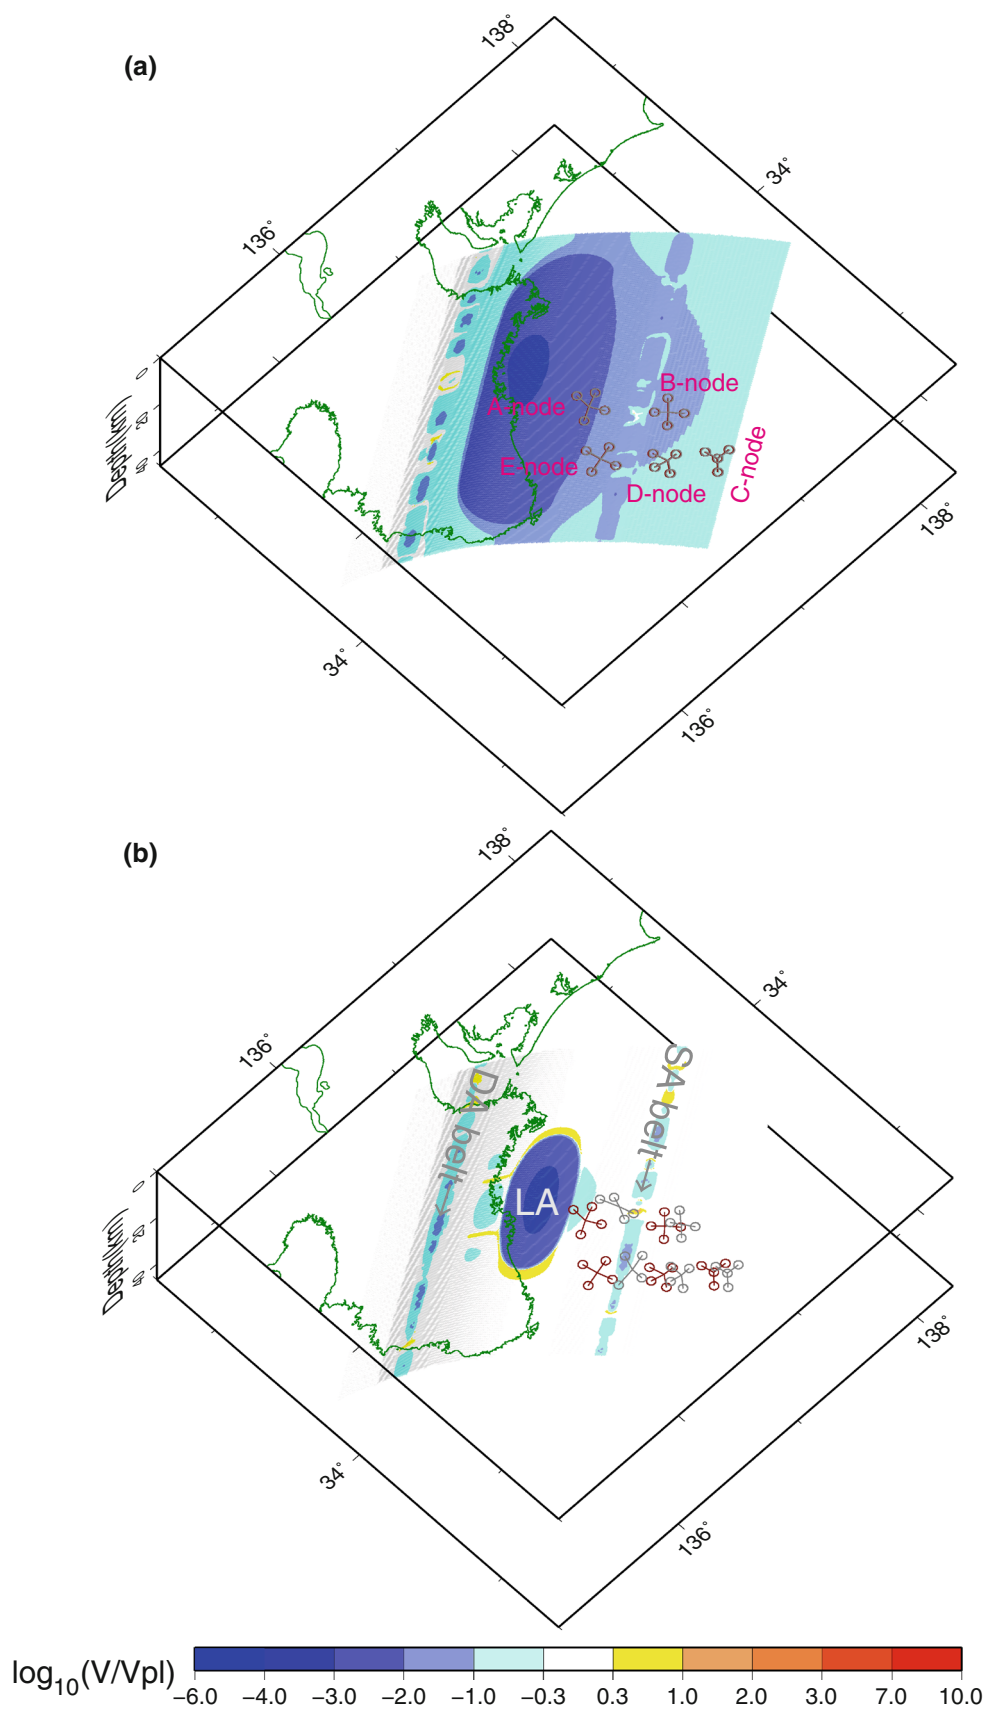 (a)
138°
34°
136°
B-node
A-node
E-node
D-node
C-node
Depth(km)
0
138°
34°
136°
(b)
138°
34°
136°
SA belt→
DA belt→
LA
Depth(km)
0
138°
34°
136°
log10(V/Vpl)
−6.0 −4.0 −3.0 −2.0 −1.0 −0.3 0.3 1.0 2.0 3.0 7.0 10.0